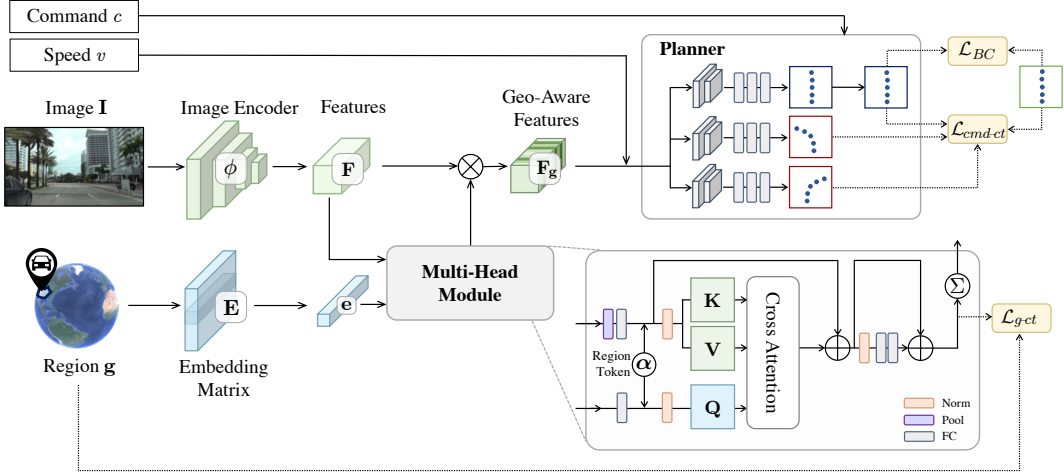 Command c
Speed v
Image I
Image Encoder
Features
Geo-Aware
Features
Planner
ϕ
F
F_g
L_BC
L_cmd-ct
Region g
E
Embedding
Matrix
e
Multi-Head
Module
Region
Token
α
K
V
Q
Cross Attention
Σ
L_g-ct
Norm
Pool
FC